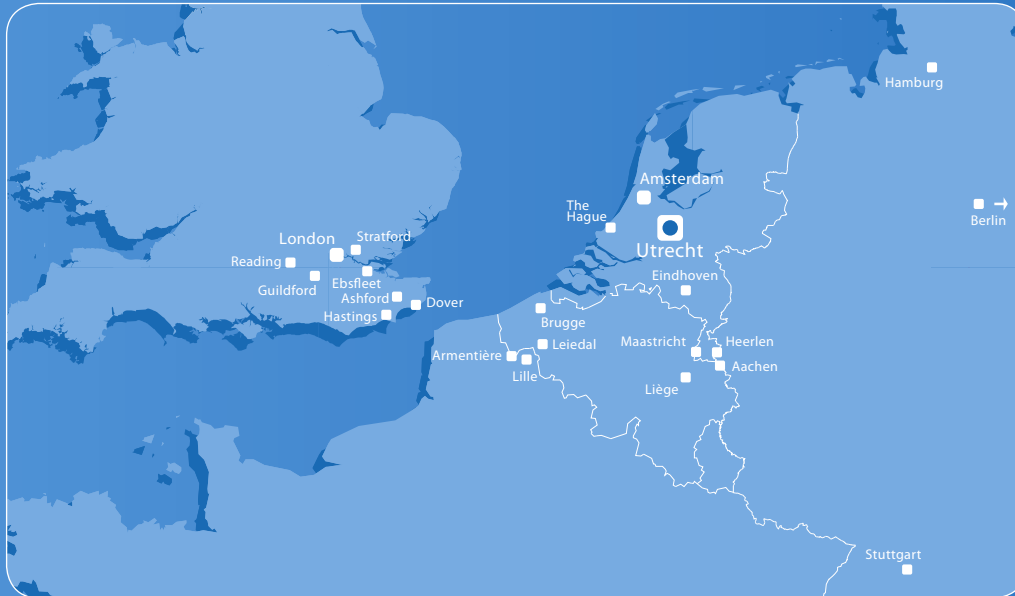 Hamburg
Amsterdam
The
Hague
Berlin
Stratford
London
Utrecht
Reading
Eindhoven
Ebsfleet
Guildford
Ashford
Dover
Hastings
Brugge
Maastricht
Heerlen
Leiedal
Armentière
Aachen
Lille
Liège
Stuttgart